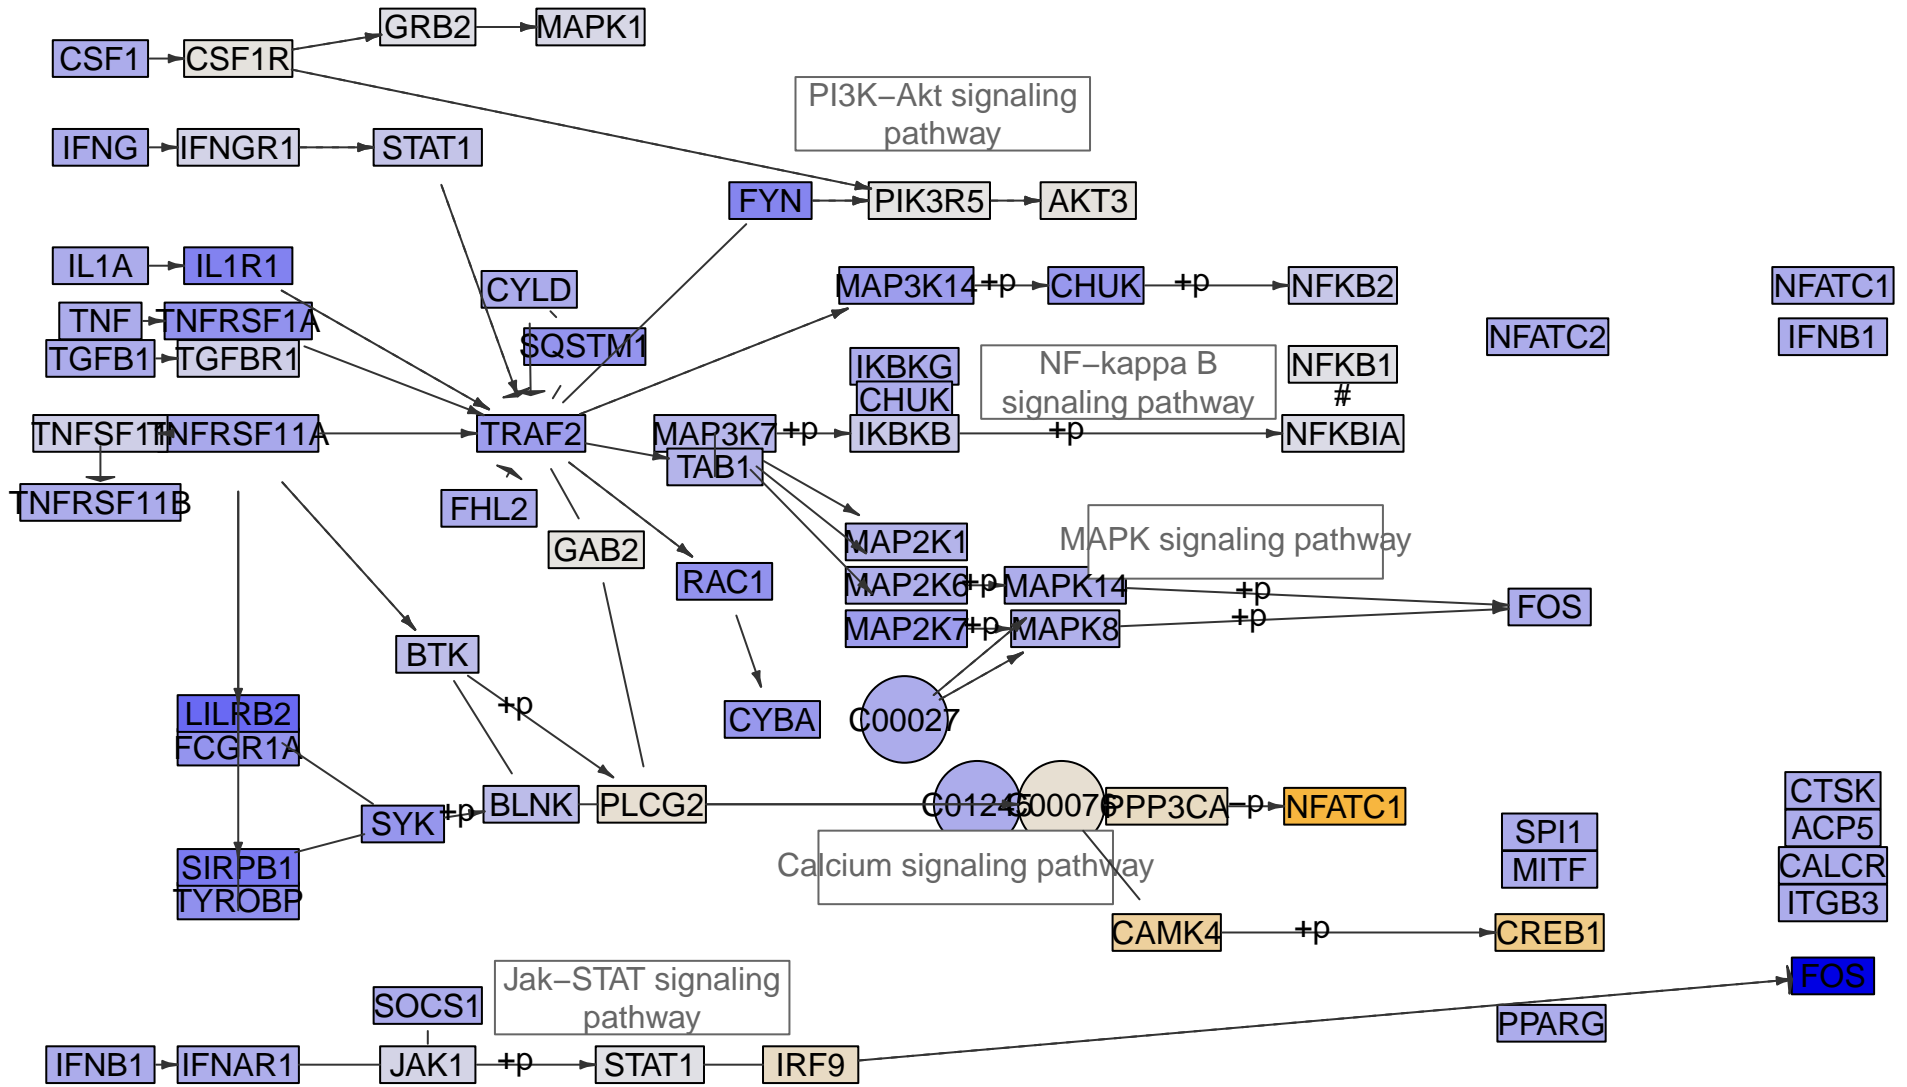 GRB2
MAPK1
CSF1
CSF1R
PI3K−Akt signaling
pathway
IFNG
IFNGR1
STAT1
FYN
PIK3R5
AKT3
IL1A
IL1R1
CYLD
MAP3K14
+p
CHUK
+p
NFKB2
NFATC1
TNF
TNFRSF1A
SQSTM1
NFATC2
IFNB1
TGFB1
TGFBR1
IKBKG
NF−kappa B
signaling pathway
NFKB1
CHUK
#
TNFSF11
TNFRSF11A
TRAF2
MAP3K7
+p
IKBKB
+p
NFKBIA
TAB1
TNFRSF11B
FHL2
GAB2
MAP2K1
MAPK signaling pathway
RAC1
MAP2K6
+p
MAPK14
+p
FOS
MAP2K7
+p
MAPK8
+p
BTK
+p
LILRB2
CYBA
C00027
FCGR1A
SYK
+p
BLNK
PLCG2
C01245
C00076
PPP3CA
−p
NFATC1
CTSK
SPI1
ACP5
SIRPB1
Calcium signaling pathway
MITF
CALCR
TYROBP
ITGB3
CAMK4
+p
CREB1
Jak−STAT signaling
pathway
FOS
SOCS1
PPARG
IFNB1
IFNAR1
JAK1
+p
STAT1
IRF9